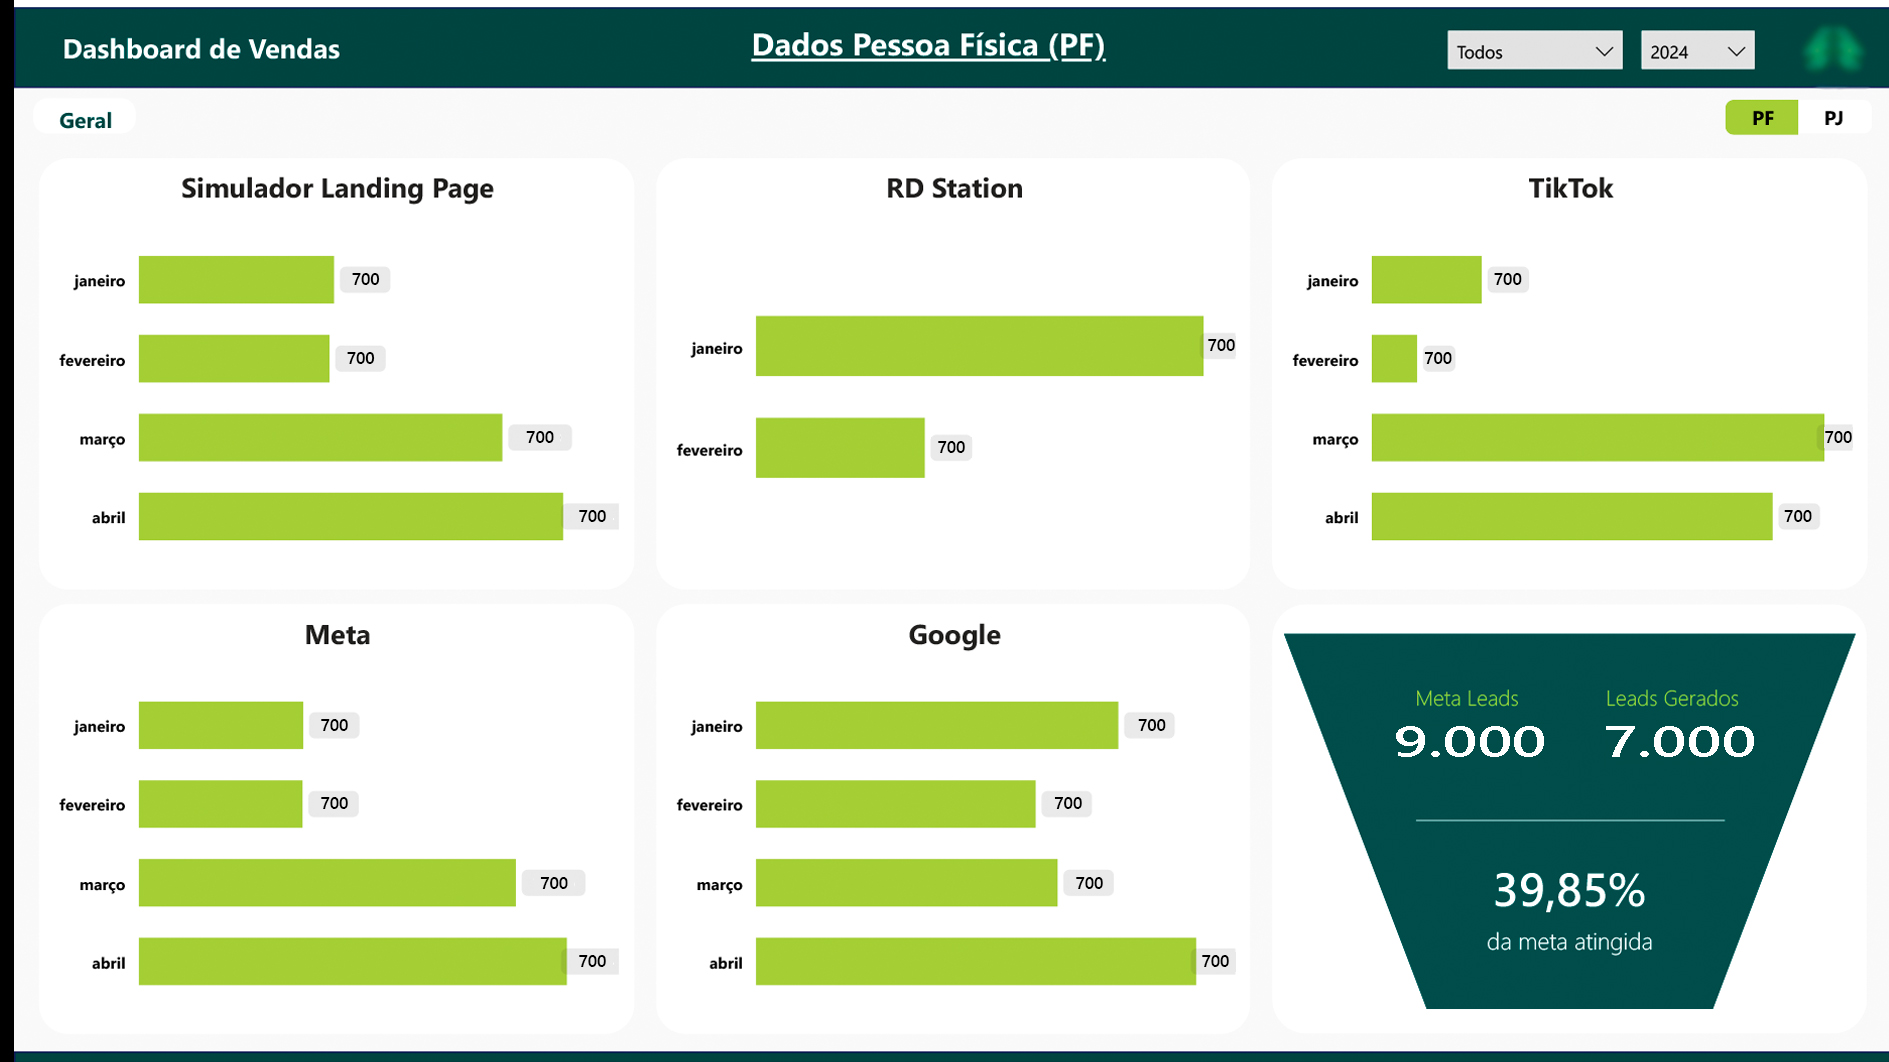 Dashboard de Vendas
Dados Pessoa Física (PF)
Todos
2024
Geral
PF
PJ
Simulador Landing Page
janeiro 700
fevereiro 700
março 700
abril 700
RD Station
janeiro 700
fevereiro 700
TikTok
janeiro 700
fevereiro 700
março 700
abril 700
Meta
janeiro 700
fevereiro 700
março 700
abril 700
Google
janeiro 700
fevereiro 700
março 700
abril 700
Meta Leads
9.000
Leads Gerados
7.000
39,85%
da meta atingida